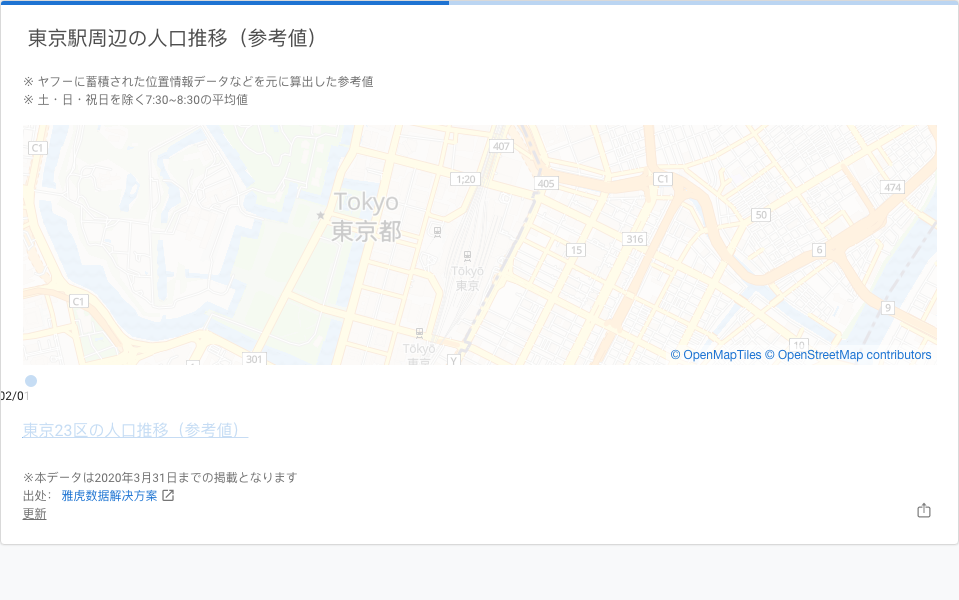 東京駅周辺の人口推移（参考値）
※ ヤフーに蓄積された位置情報データなどを元に算出した参考値
※ 土・日・祝日を除く7:30~8:30の平均値
C1
407
1;20
405
C1
474
Tokyo
東京都
50
316
15
6
Tōkyō
東京
C1
9
301
Tōkyō
東京
Y
10
© OpenMapTiles © OpenStreetMap contributors
02/01
東京23区の人口推移（参考値）
※本データは2020年3月31日までの掲載となります
出处： 雅虎数据解决方案
更新